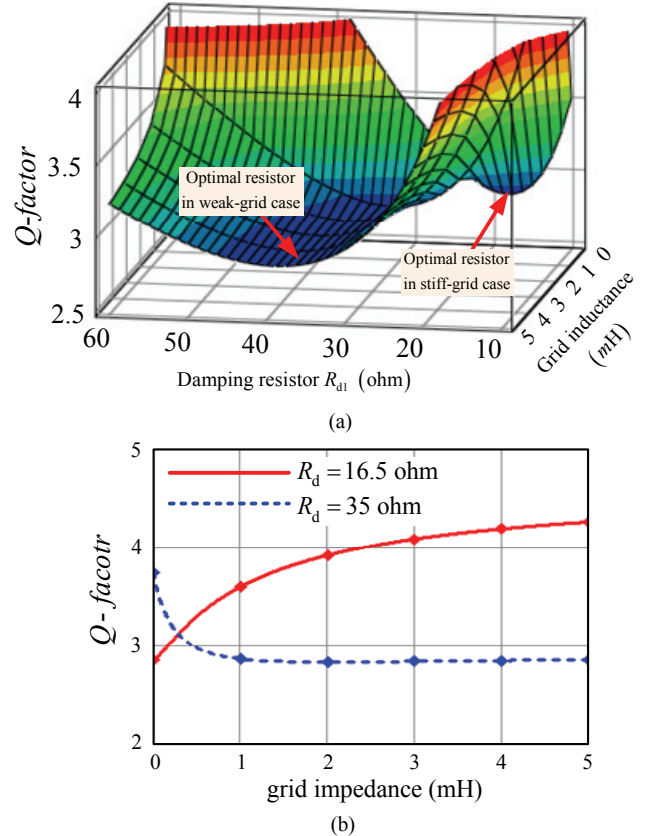 4
3.5
3
2.5
Q-factor
Optimal resistor
in weak-grid case
Optimal resistor
in stiff-grid case
60 50 40 30 20 10
5 4 3 2 1 0
Damping resistor Rd1 (ohm)
Grid inductance
(mH)
(a)
5
4
3
2
Q- facotr
Rd = 16.5 ohm
Rd = 35 ohm
0 1 2 3 4 5
grid impedance (mH)
(b)